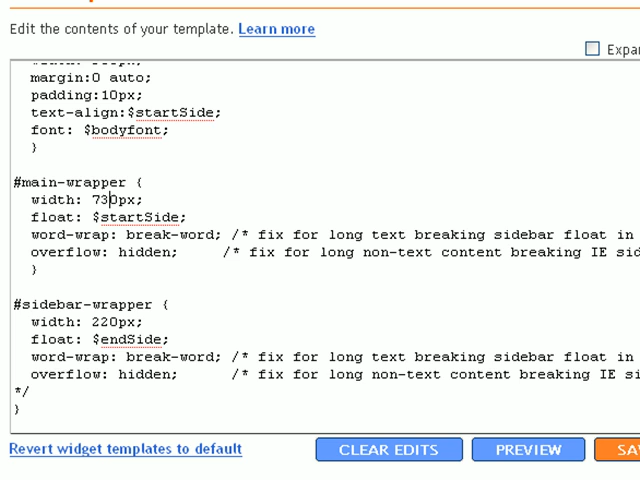 Edit the contents of your template. Learn more
Expan
margin:0 auto;
padding:10px;
text-align:$startSide;
font: $bodyfont;
}
#main-wrapper {
width: 730px;
float: $startSide;
word-wrap: break-word; /* fix for long text breaking sidebar float in
overflow: hidden; /* fix for long non-text content breaking IE sid
}
#sidebar-wrapper {
width: 220px;
float: $endSide;
word-wrap: break-word; /* fix for long text breaking sidebar float in
overflow: hidden; /* fix for long non-text content breaking IE si
*/
}
Revert widget templates to default
CLEAR EDITS
PREVIEW
SAV